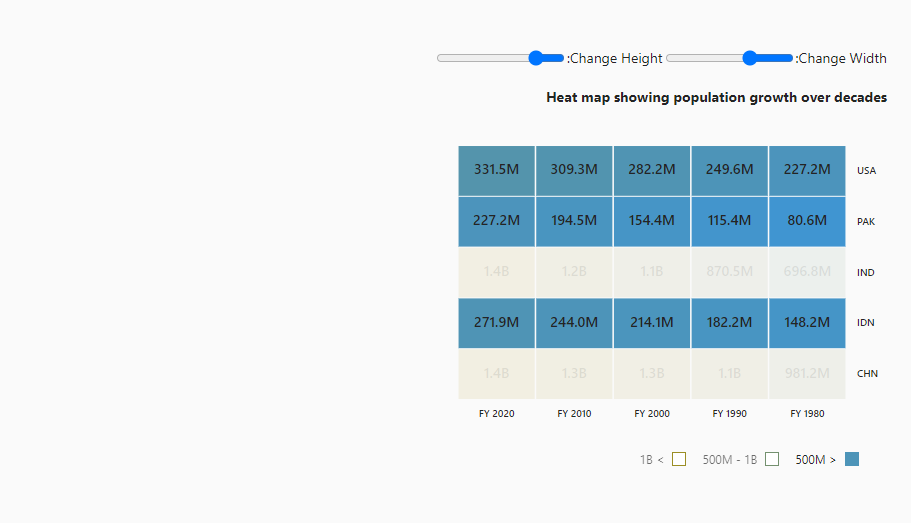 :Change Height :Change Width
Heat map showing population growth over decades
331.5M 309.3M 282.2M 249.6M 227.2M USA
227.2M 194.5M 154.4M 115.4M 80.6M PAK
1.4B 1.2B 1.1B 870.5M 696.8M IND
271.9M 244.0M 214.1M 182.2M 148.2M IDN
1.4B 1.3B 1.3B 1.1B 981.2M CHN
FY 2020 FY 2010 FY 2000 FY 1990 FY 1980
1B < 500M - 1B 500M >